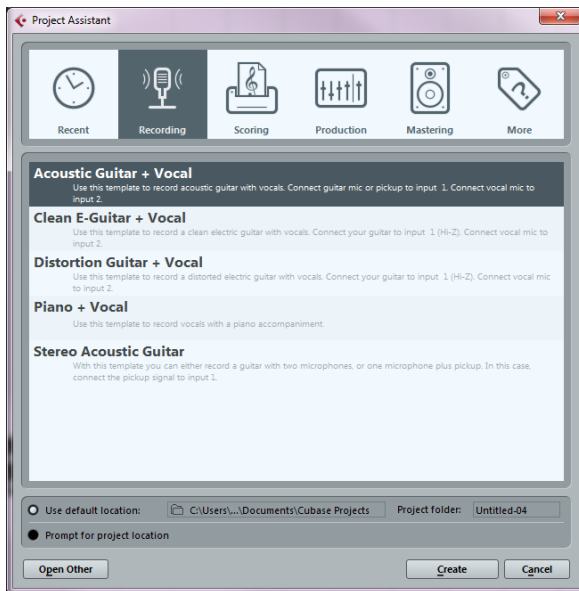 Project Assistant
Recent Recording Scoring Production Mastering More
Acoustic Guitar + Vocal
Use this template to record acoustic guitar with vocals. Connect guitar mic or pickup to input 1. Connect vocal mic to
input 2.
Clean E-Guitar + Vocal
Use this template to record a clean electric guitar with vocals. Connect your guitar to input 1 (Hi-Z). Connect vocal mic to
input 2.
Distortion Guitar + Vocal
Use this template to record a distorted electric guitar with vocals. Connect your guitar to input 1 (Hi-Z). Connect vocal mic
to input 2.
Piano + Vocal
Use this template to record vocals with a piano accompaniment.
Stereo Acoustic Guitar
With this template you can either record a guitar with two microphones, or one microphone plus pickup. In this case,
connect the pickup signal to input 1.
Use default location: C:\Users\...\Documents\Cubase Projects Project folder: Untitled-04
Prompt for project location
Open Other Create Cancel